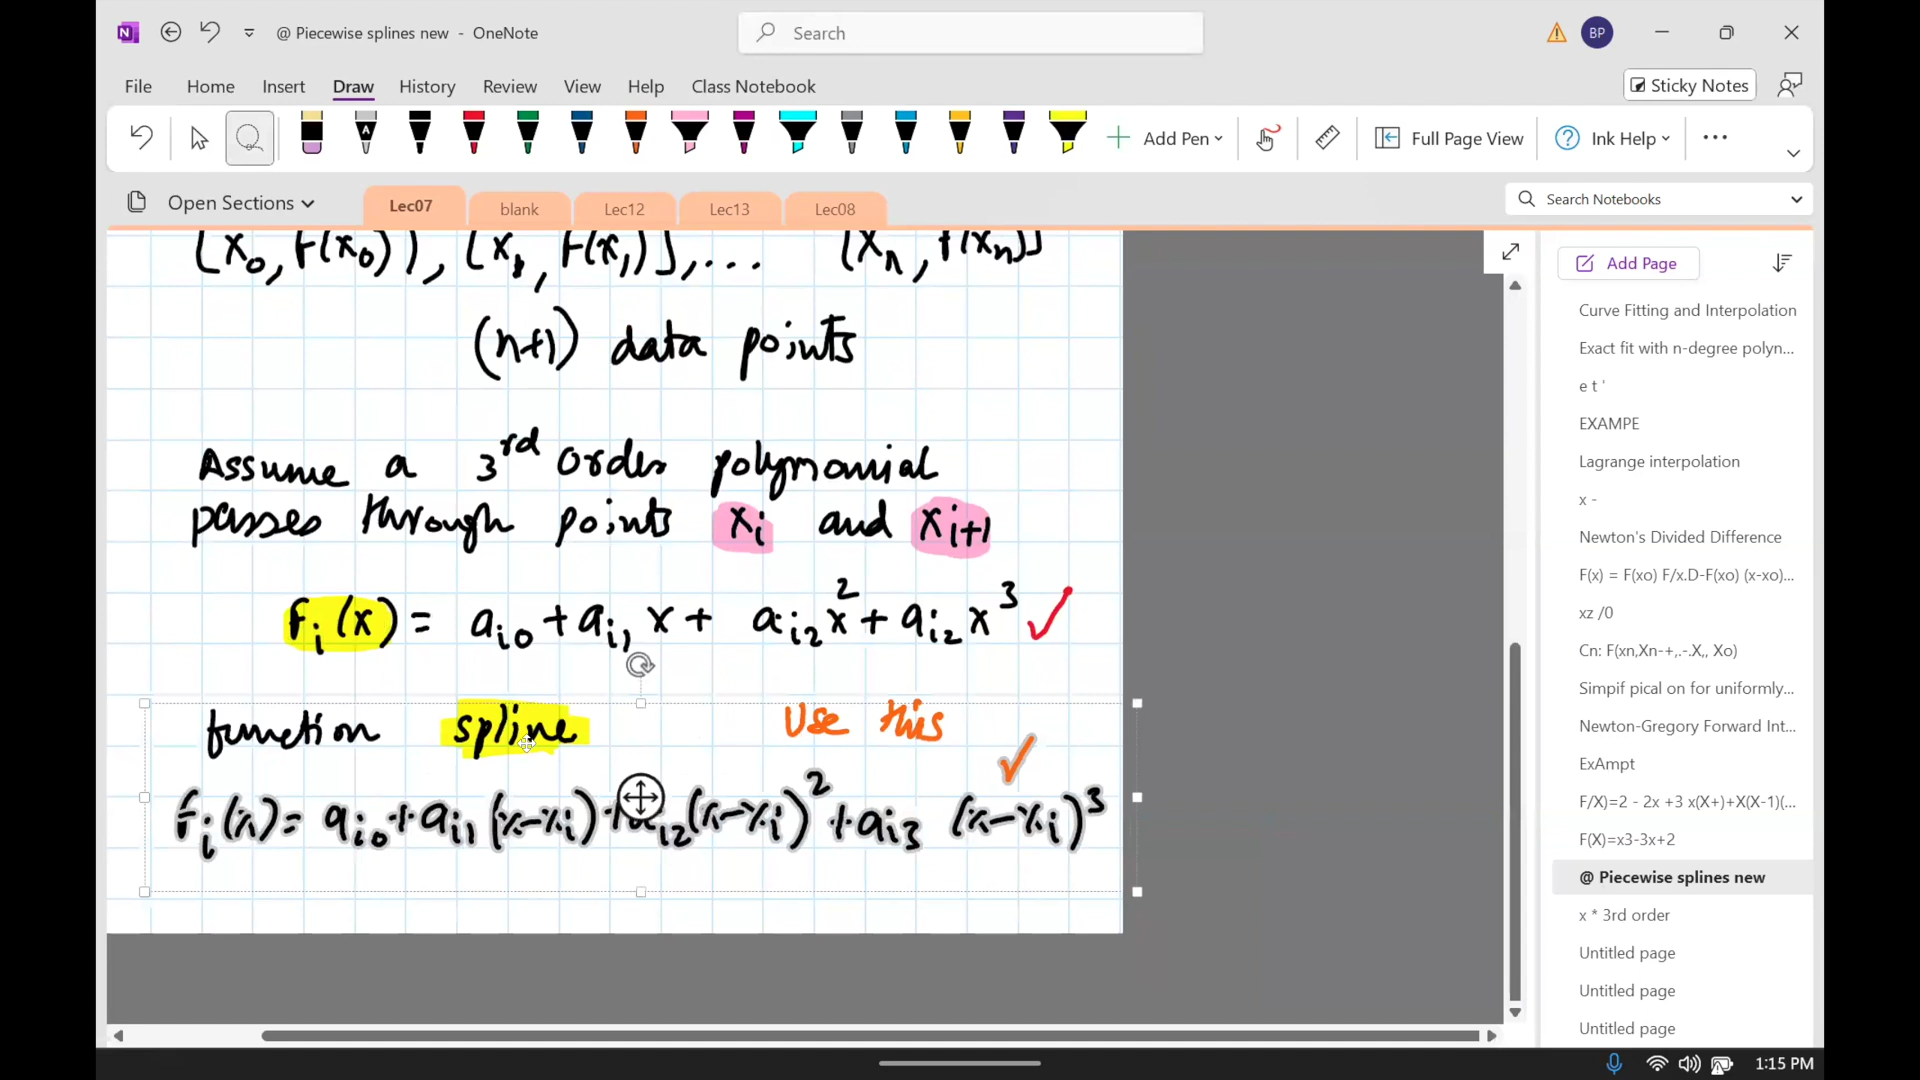 @ Piecewise splines new - OneNote
Search
BP
File Home Insert Draw History Review View Help Class Notebook
Sticky Notes
A
Add Pen
Full Page View
Ink Help
Open Sections
Lec07
blank
Lec12
Lec13
Lec08
Search Notebooks
(x₀, F(x₀)), (x₁, F(x₁)), ... (xₙ, f(xₙ))
(n+1) data points
Assume a 3rd order polynomial
passes through points xᵢ and xᵢ₊₁
fᵢ(x) = aᵢ₀ + aᵢ₁ x + aᵢ₂ x² + aᵢ₂ x³ ✓
function spline Use this
✓
fᵢ(x) = aᵢ₀ + aᵢ₁ (x-xᵢ) + aᵢ₂ (x-xᵢ)² + aᵢ₃ (x-xᵢ)³
Add Page
Curve Fitting and Interpolation
Exact fit with n-degree polyn...
e t '
EXAMPE
Lagrange interpolation
x -
Newton's Divided Difference
F(x) = F(xo) F/x.D-F(xo) (x-xo)...
xz /0
Cn: F(xn,Xn-+,.-.X,, Xo)
Simpif pical on for uniformly...
Newton-Gregory Forward Int...
ExAmpt
F/X)=2 - 2x +3 x(X+)+X(X-1)(...
F(X)=x3-3x+2
@ Piecewise splines new
x * 3rd order
Untitled page
Untitled page
Untitled page
1:15 PM